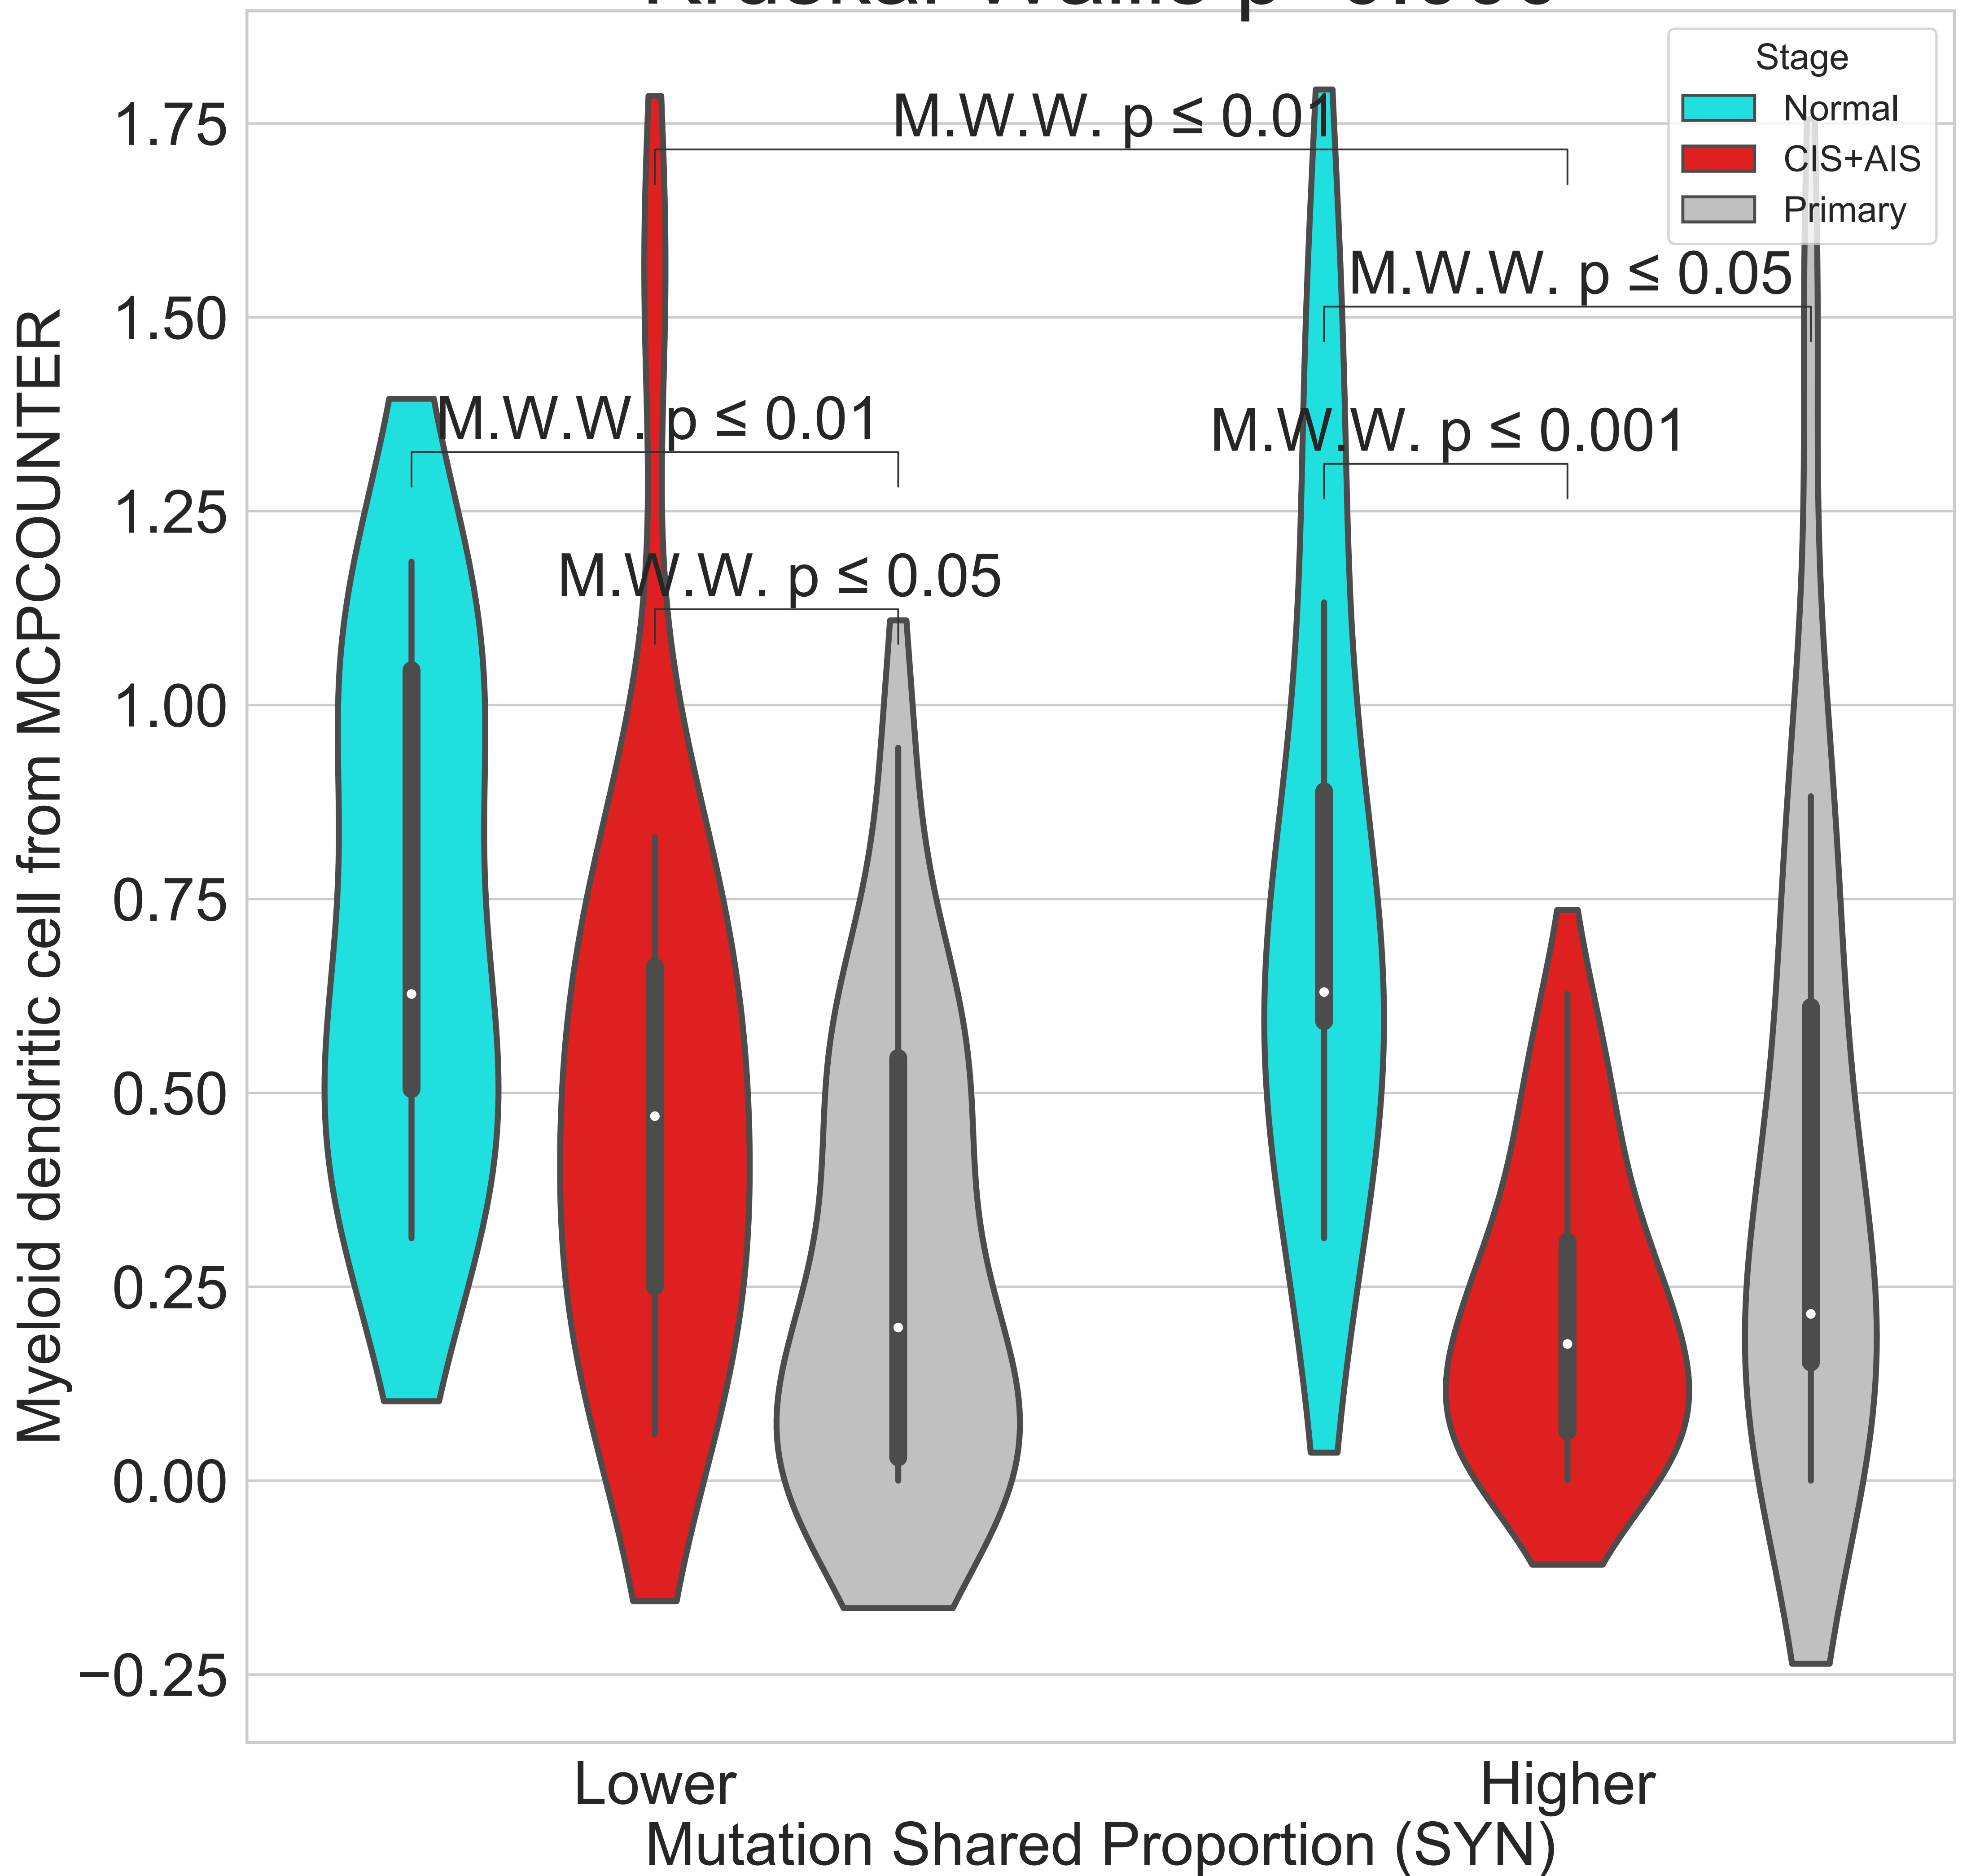 Stage
Normal
CIS+AIS
Primary
M.W.W. p ≤ 0.01
M.W.W. p ≤ 0.05
M.W.W. p ≤ 0.01
M.W.W. p ≤ 0.001
M.W.W. p ≤ 0.05
1.75
1.50
1.25
1.00
0.75
0.50
0.25
0.00
−0.25
Myeloid dendritic cell from MCPCOUNTER
Lower
Higher
Mutation Shared Proportion (SYN)